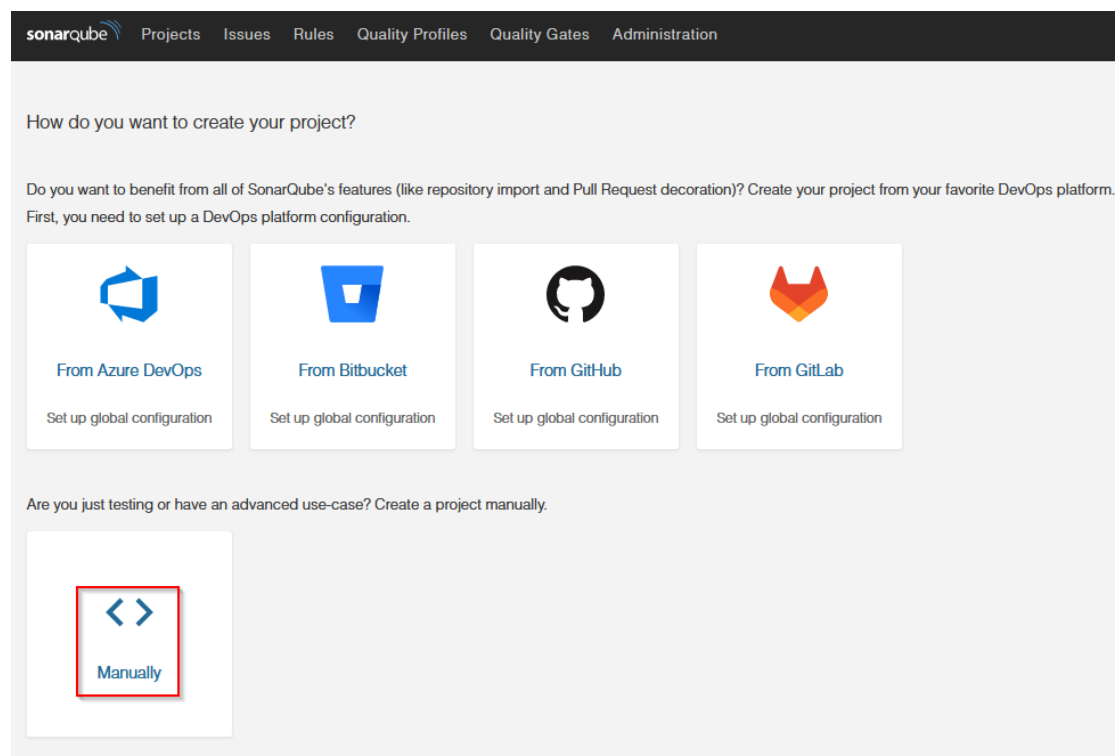 sonarqube Projects Issues Rules Quality Profiles Quality Gates Administration
How do you want to create your project?
Do you want to benefit from all of SonarQube's features (like repository import and Pull Request decoration)? Create your project from your favorite DevOps platform.
First, you need to set up a DevOps platform configuration.
From Azure DevOps From Bitbucket From GitHub From GitLab
Set up global configuration Set up global configuration Set up global configuration Set up global configuration
Are you just testing or have an advanced use-case? Create a project manually.
Manually